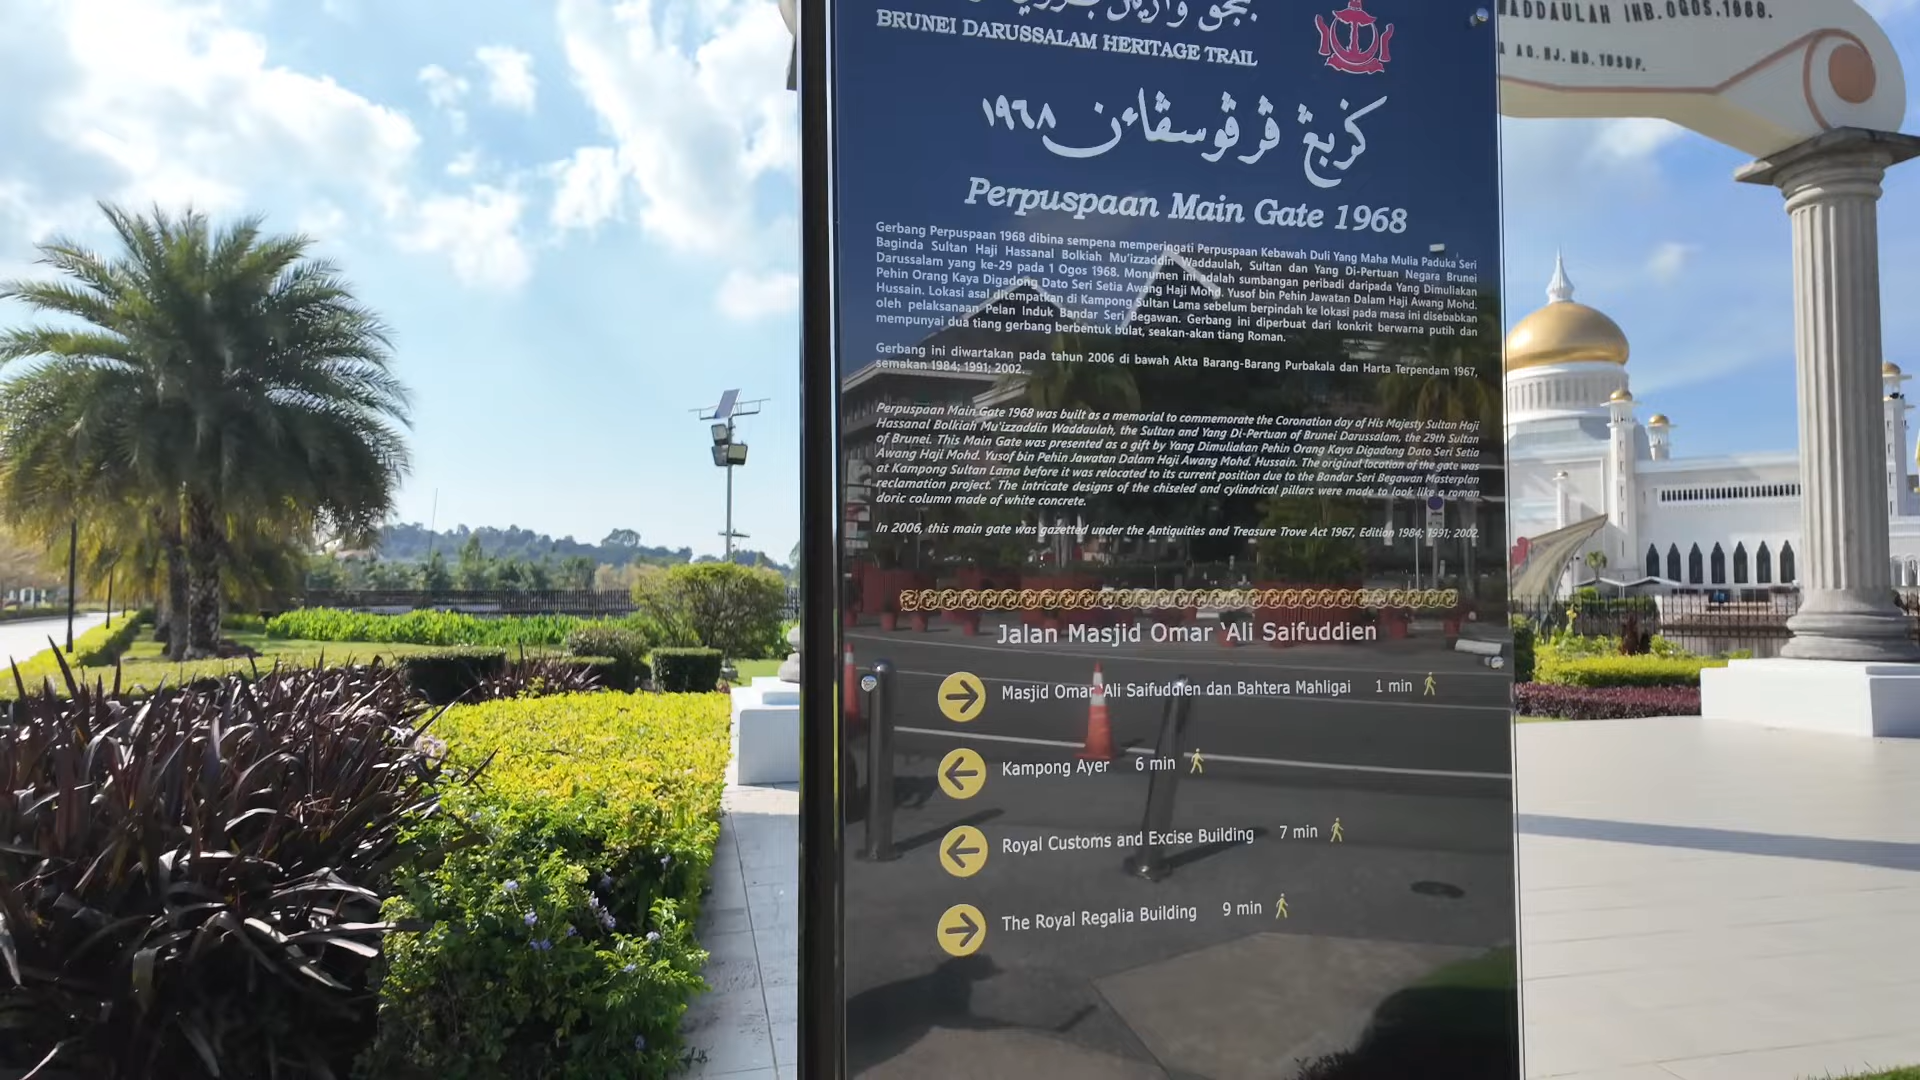 BRUNEI DARUSSALAM HERITAGE TRAIL
كربڠ ڤرڤوسڤاءن ١٩٦٨
Perpuspaan Main Gate 1968
Gerbang Perpuspaan 1968 dibina sempena memperingati Perpuspaan Kebawah Duli Yang Maha Mulia Paduka Seri
Baginda Sultan Haji Hassanal Bolkiah Mu'izzaddin Waddaulah, Sultan dan Yang Di-Pertuan Negara Brunei
Darussalam yang ke-29 pada 1 Ogos 1968. Monumen ini adalah sumbangan peribadi daripada Yang Dimuliakan
Pehin Orang Kaya Digadong Dato Seri Setia Awang Haji Mohd. Yusof bin Pehin Jawatan Dalam Haji Awang Mohd.
Hussain. Lokasi asal ditempatkan di Kampong Sultan Lama sebelum berpindah ke lokasi pada masa ini disebabkan
oleh pelaksanaan Pelan Induk Bandar Seri Begawan. Gerbang ini diperbuat dari konkrit berwarna putih dan
mempunyai dua tiang gerbang berbentuk bulat, seakan-akan tiang Roman.
Gerbang ini diwartakan pada tahun 2006 di bawah Akta Barang-Barang Purbakala dan Harta Terpendam 1967,
semakan 1984; 1991; 2002.
Perpuspaan Main Gate 1968 was built as a memorial to commemorate the Coronation day of His Majesty Sultan Haji
Hassanal Bolkiah Mu'izzaddin Waddaulah, the Sultan and Yang Di-Pertuan of Brunei Darussalam, the 29th Sultan
of Brunei. This Main Gate was presented as a gift by Yang Dimuliakan Pehin Orang Kaya Digadong Dato Seri Setia
Awang Haji Mohd. Yusof bin Pehin Jawatan Dalam Haji Awang Mohd. Hussain. The original location of the gate was
at Kampong Sultan Lama before it was relocated to its current position due to the Bandar Seri Begawan Masterplan
reclamation project. The intricate designs of the chiseled and cylindrical pillars were made to look like a roman
doric column made of white concrete.
In 2006, this main gate was gazetted under the Antiquities and Treasure Trove Act 1967, Edition 1984; 1991; 2002.
Jalan Masjid Omar 'Ali Saifuddien
Masjid Omar 'Ali Saifuddien dan Bahtera Mahligai 1 min
Kampong Ayer 6 min
Royal Customs and Excise Building 7 min
The Royal Regalia Building 9 min
WADDAULAH 1HB.OGOS.1968.
AG.HJ.MD.YUSUF.